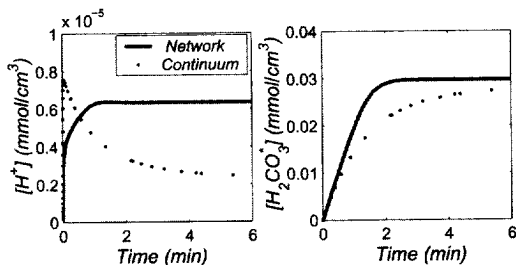 x 10⁻⁵
1
0.8
0.6
0.4
0.2
0
0 2 4 6
[H⁺] (mmol/cm³)
Time (min)
Network
Continuum
0.04
0.03
0.02
0.01
0
0 2 4 6
[H₂CO₃*] (mmol/cm³)
Time (min)